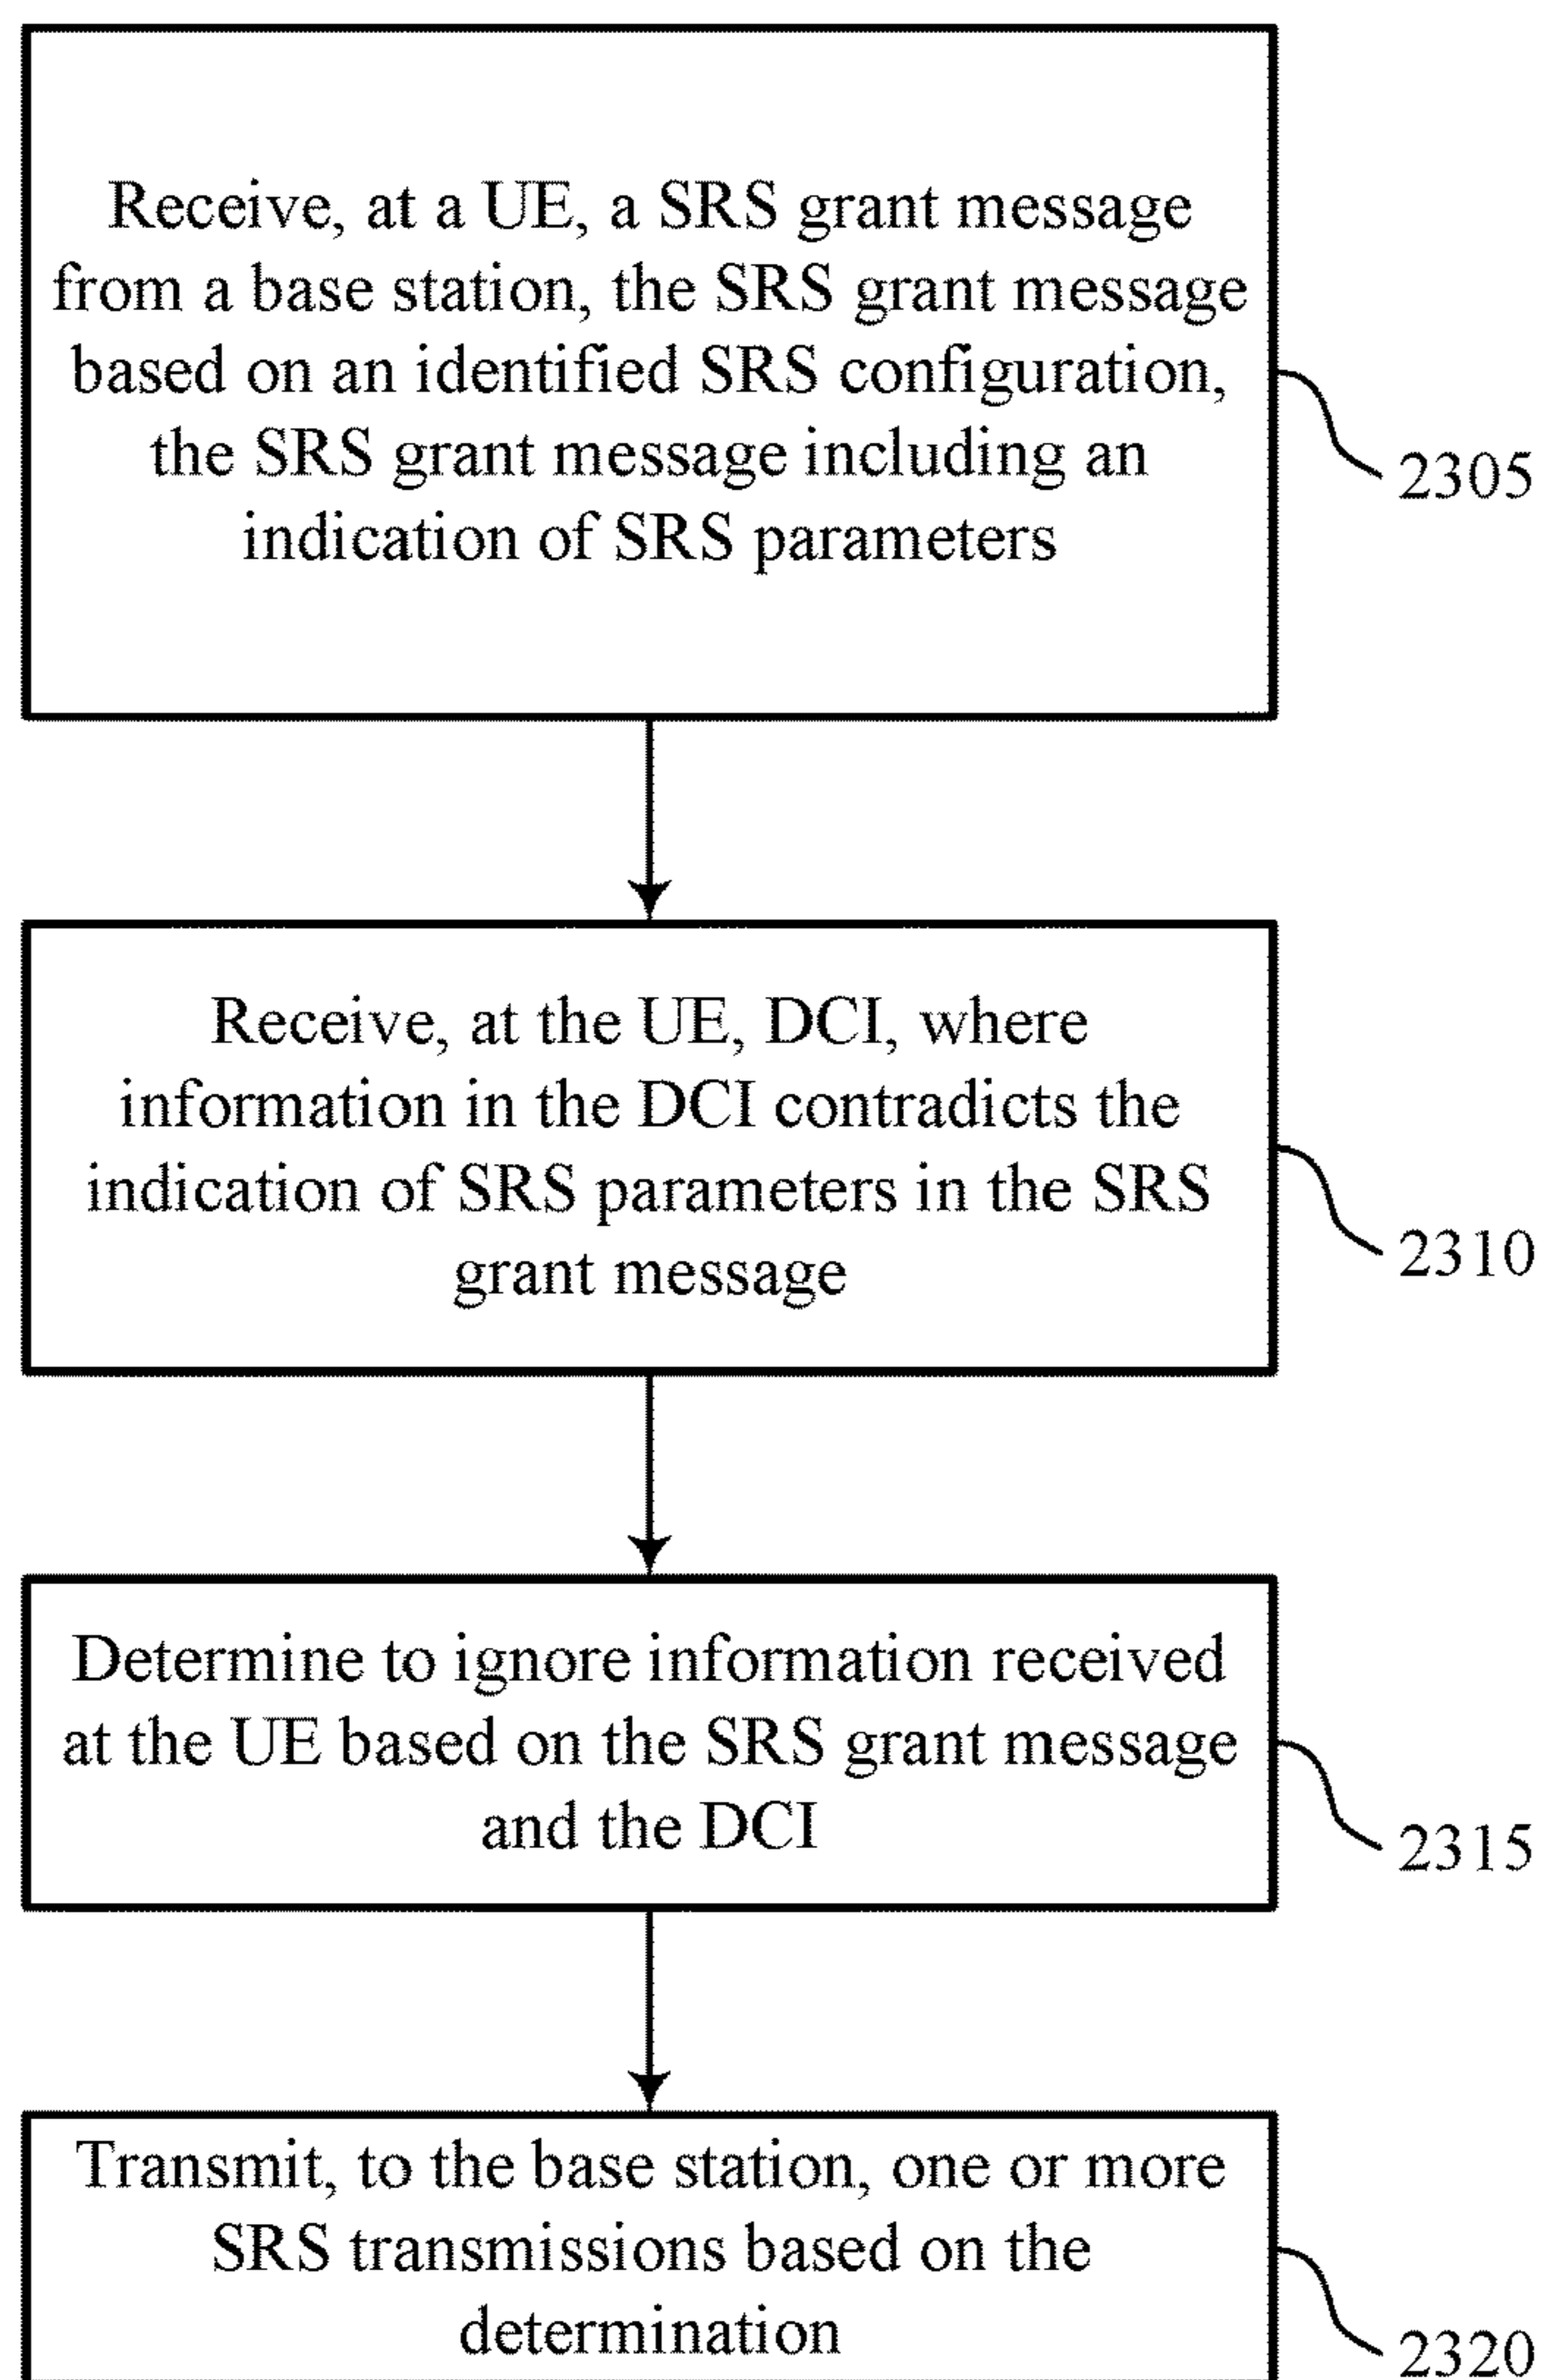 Receive, at a UE, a SRS grant message
from a base station, the SRS grant message
based on an identified SRS configuration,
the SRS grant message including an
indication of SRS parameters
2305
Receive, at the UE, DCI, where
information in the DCI contradicts the
indication of SRS parameters in the SRS
grant message
2310
Determine to ignore information received
at the UE based on the SRS grant message
and the DCI
2315
Transmit, to the base station, one or more
SRS transmissions based on the
determination
2320